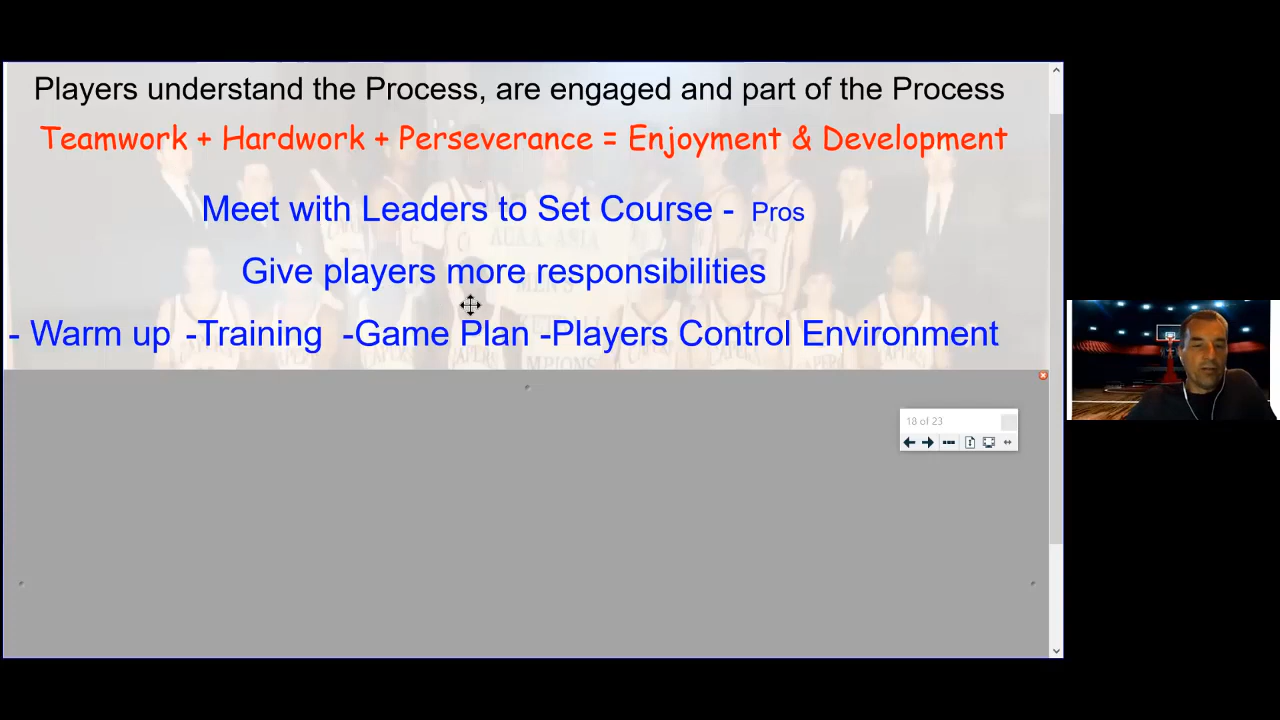 Players understand the Process, are engaged and part of the Process
Teamwork + Hardwork + Perseverance = Enjoyment & Development
Meet with Leaders to Set Course - Pros
Give players more responsibilities
- Warm up -Training -Game Plan -Players Control Environment
18 of 23